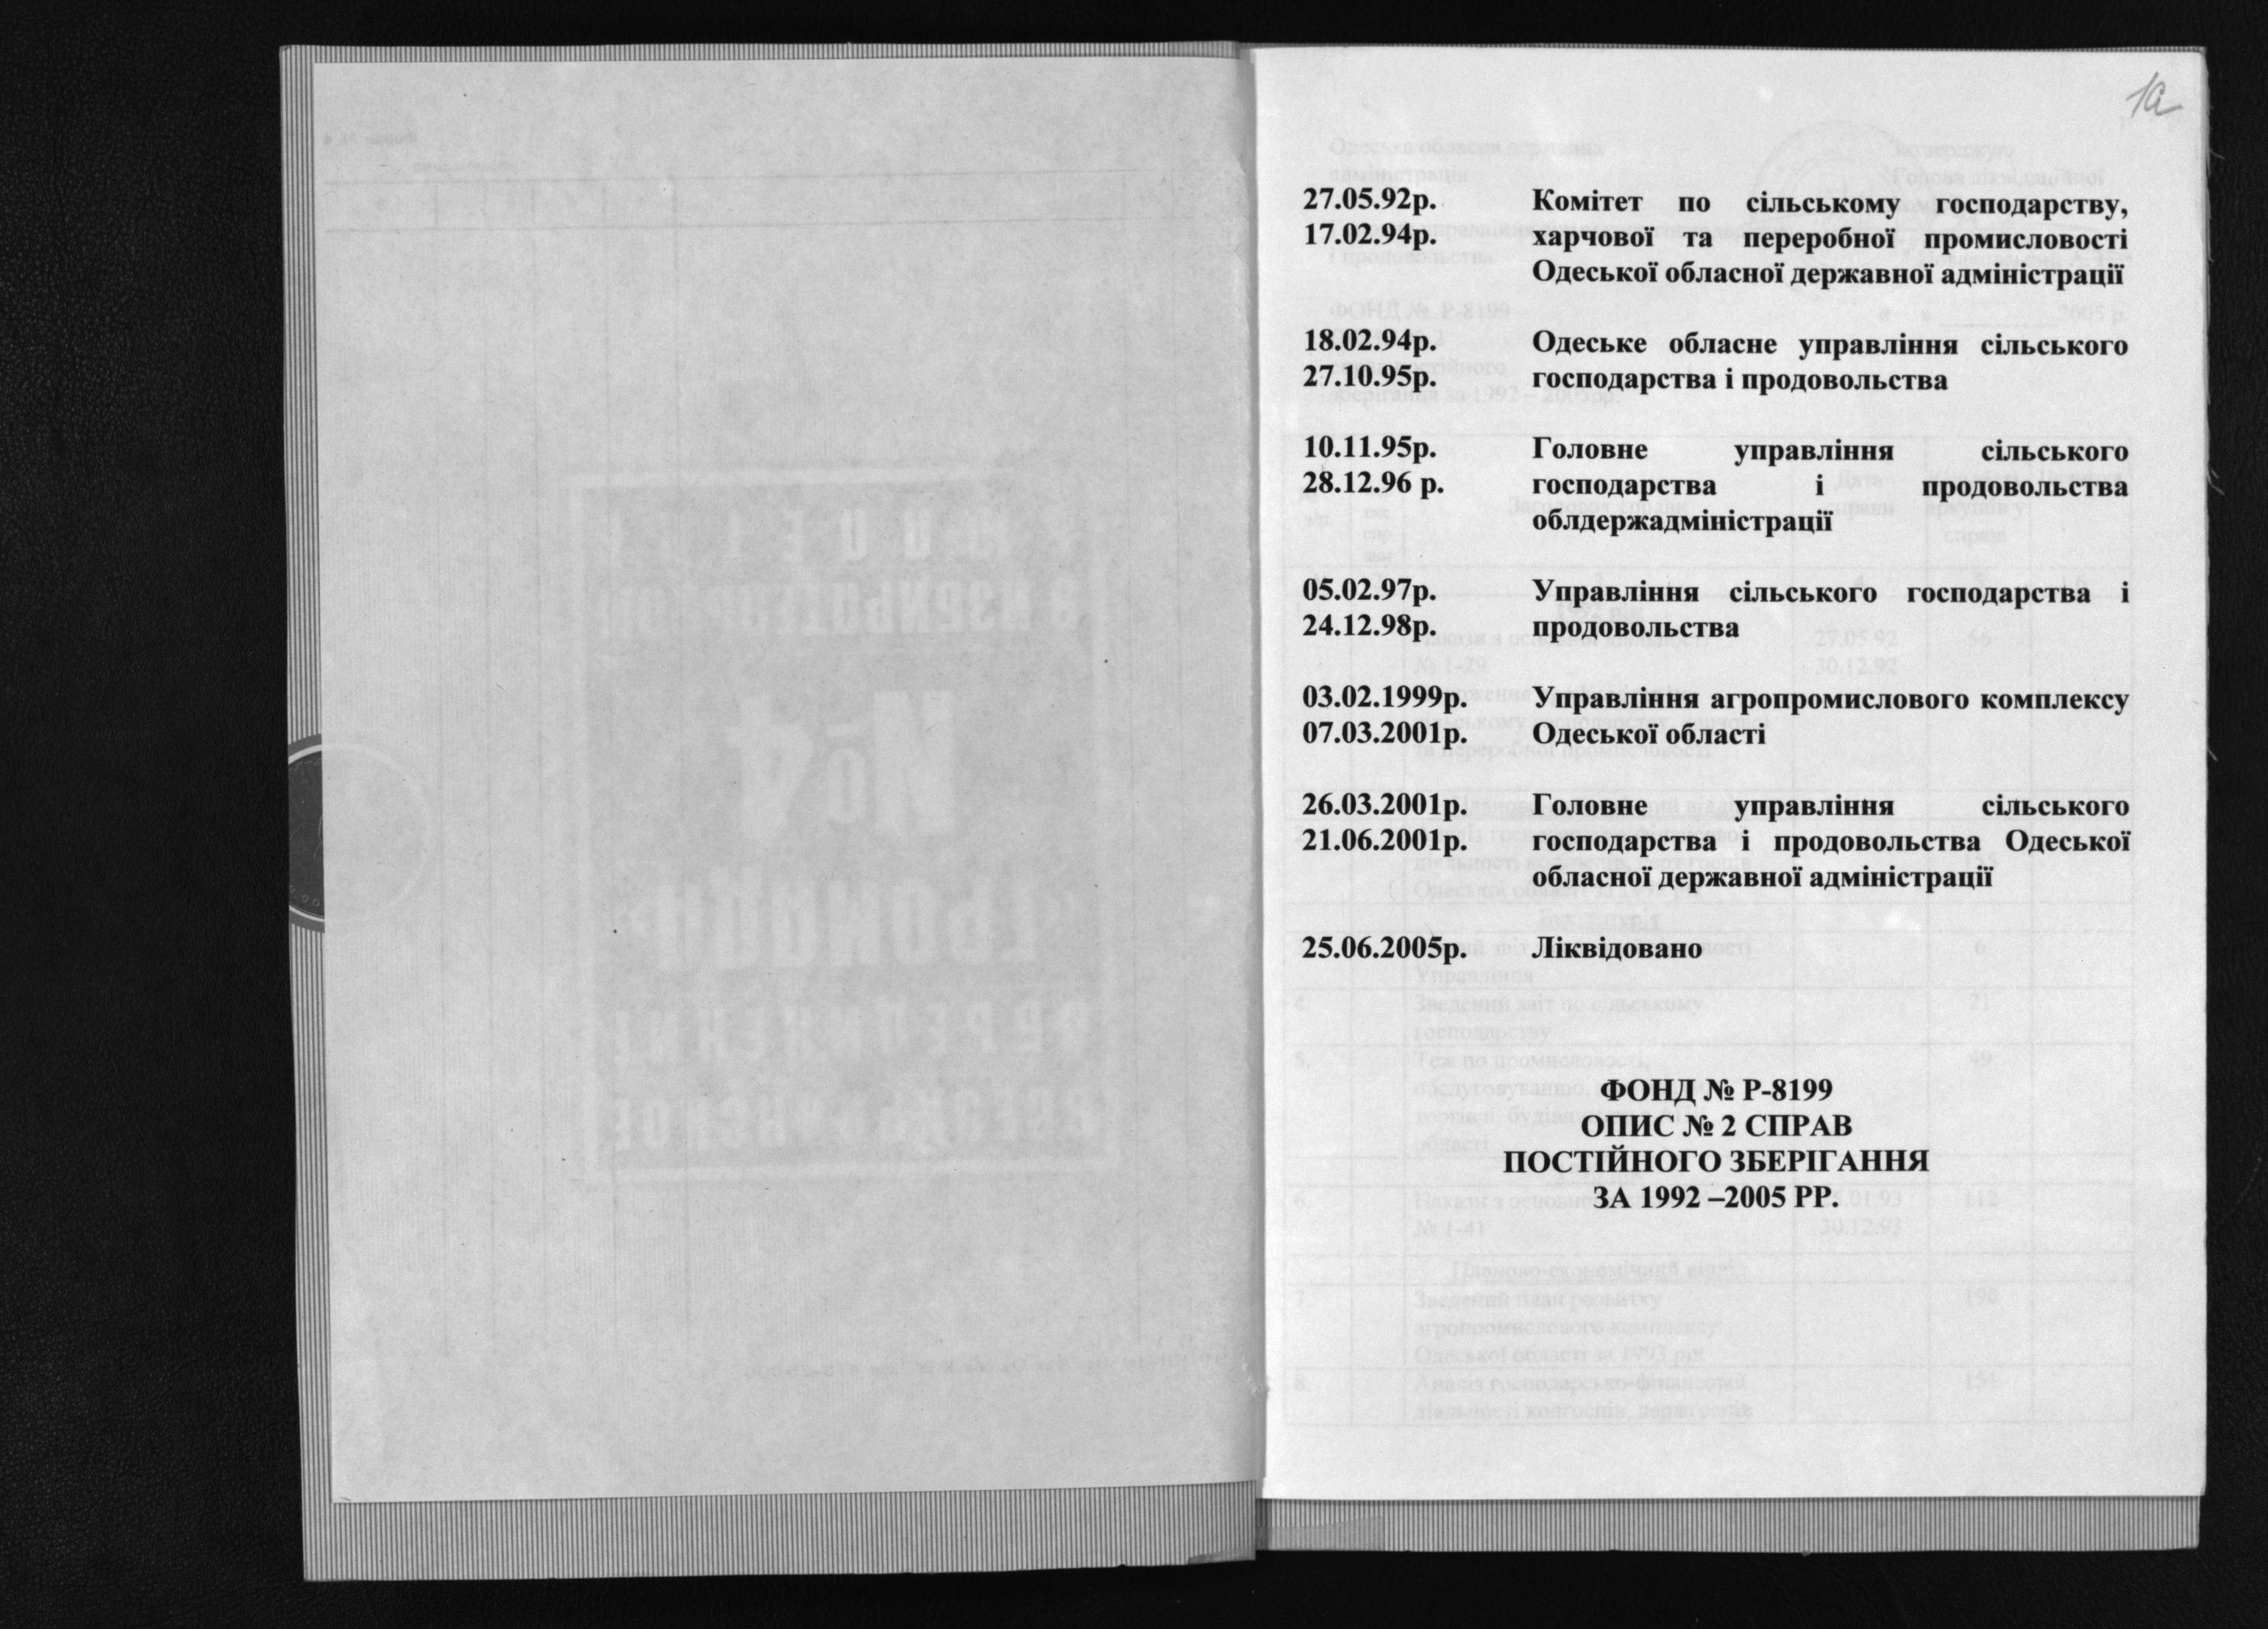 1а
27.05.92р. Комітет по сільському господарству,
17.02.94р. харчової та переробної промисловості
Одеської обласної державної адміністрації
18.02.94р. Одеське обласне управління сільського
27.10.95р. господарства і продовольства
10.11.95р. Головне управління сільського
28.12.96 р. господарства і продовольства
облдержадміністрації
05.02.97р. Управління сільського господарства і
24.12.98р. продовольства
03.02.1999р. Управління агропромислового комплексу
07.03.2001р. Одеської області
26.03.2001р. Головне управління сільського
21.06.2001р. господарства і продовольства Одеської
обласної державної адміністрації
25.06.2005р. Ліквідовано
ФОНД № Р-8199
ОПИС № 2 СПРАВ
ПОСТІЙНОГО ЗБЕРІГАННЯ
ЗА 1992 –2005 РР.